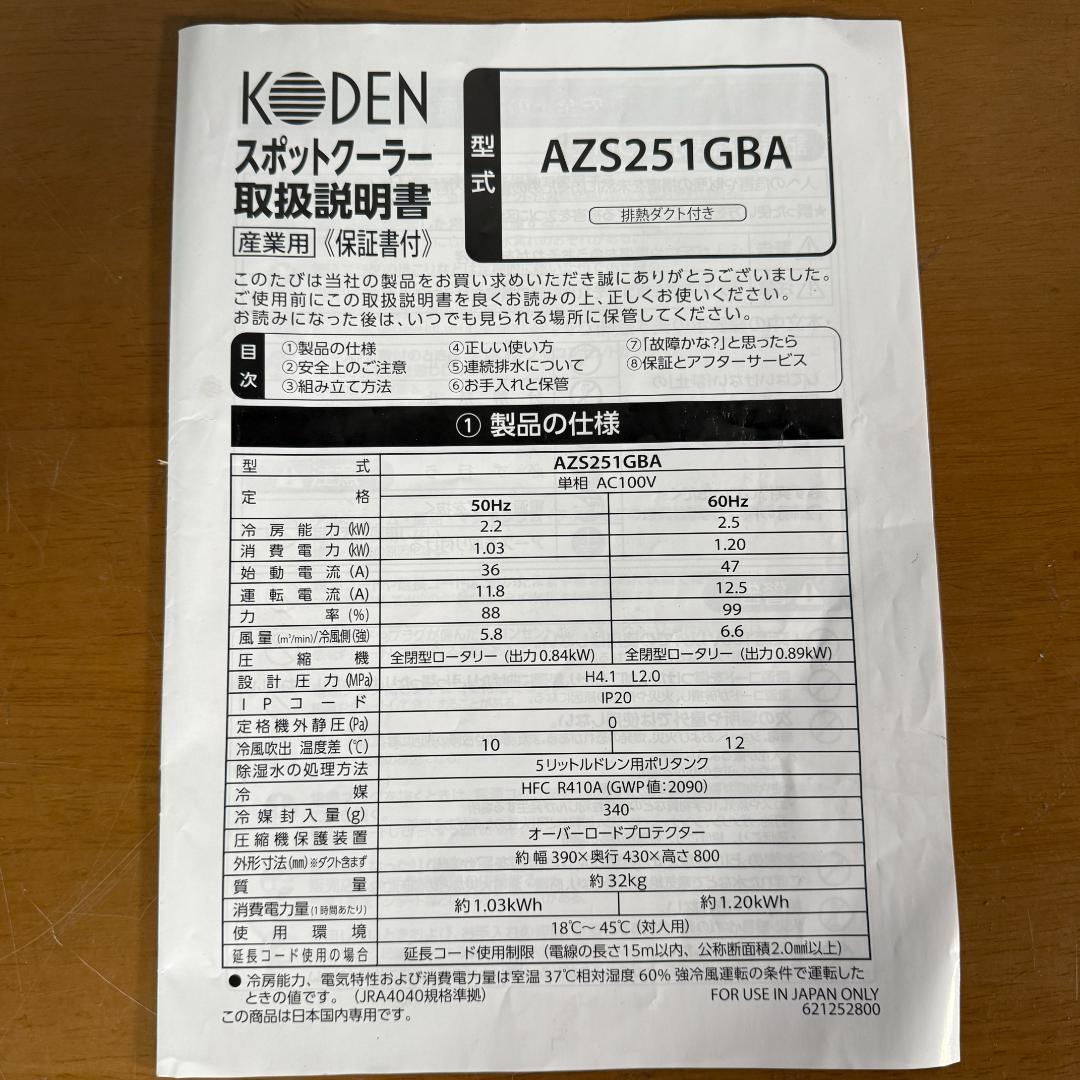 KODEN
スポットクーラー
取扱説明書
産業用《保証書付》
型式
AZS251GBA
排熱ダクト付き
このたびは当社の製品をお買い求めいただき誠にありがとうございました。
ご使用前にこの取扱説明書を良くお読みの上、正しくお使いください。
お読みになった後は、いつでも見られる場所に保管してください。
目次
①製品の仕様 ④正しい使い方 ⑦「故障かな?」と思ったら
②安全上のご注意 ⑤連続排水について ⑧保証とアフターサービス
③組み立て方法 ⑥お手入れと保管
① 製品の仕様
型式 AZS251GBA
定格 単相 AC100V
50Hz 60Hz
冷房能力(kW) 2.2 2.5
消費電力(kW) 1.03 1.20
始動電流(A) 36 47
運転電流(A) 11.8 12.5
力率(%) 88 99
風量(m³/min)/冷風側(強) 5.8 6.6
圧縮機 全閉型ロータリー(出力0.84kW) 全閉型ロータリー(出力0.89kW)
設計圧力(MPa) H4.1 L2.0
IPコード IP20
定格機外静圧(Pa) 0
冷風吹出 温度差(℃) 10 12
除湿水の処理方法 5リットルドレン用ポリタンク
冷媒 HFC R410A(GWP値:2090)
冷媒封入量(g) 340
圧縮機保護装置 オーバーロードプロテクター
外形寸法(mm)※ダクト含まず 約 幅 390×奥行 430×高さ 800
質量 約 32kg
消費電力量(1時間あたり) 約1.03kWh 約1.20kWh
使用環境 18℃〜 45℃(対人用)
延長コード使用の場合 延長コード使用制限(電線の長さ15m以内、公称断面積2.0m㎡以上)
● 冷房能力、電気特性および消費電力量は室温 37℃相対湿度 60% 強冷風運転の条件で運転した
ときの値です。(JRA4040規格準拠)
FOR USE IN JAPAN ONLY
この商品は日本国内専用です。
621252800